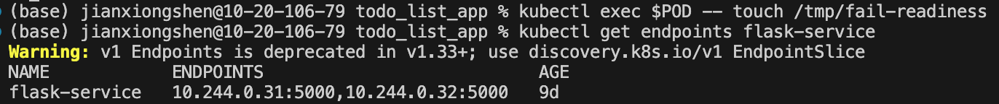 (base) jianxiongshen@10-20-106-79 todo_list_app % kubectl exec $POD -- touch /tmp/fail-readiness
(base) jianxiongshen@10-20-106-79 todo_list_app % kubectl get endpoints flask-service
Warning: v1 Endpoints is deprecated in v1.33+; use discovery.k8s.io/v1 EndpointSlice
NAME            ENDPOINTS                           AGE
flask-service   10.244.0.31:5000,10.244.0.32:5000   9d